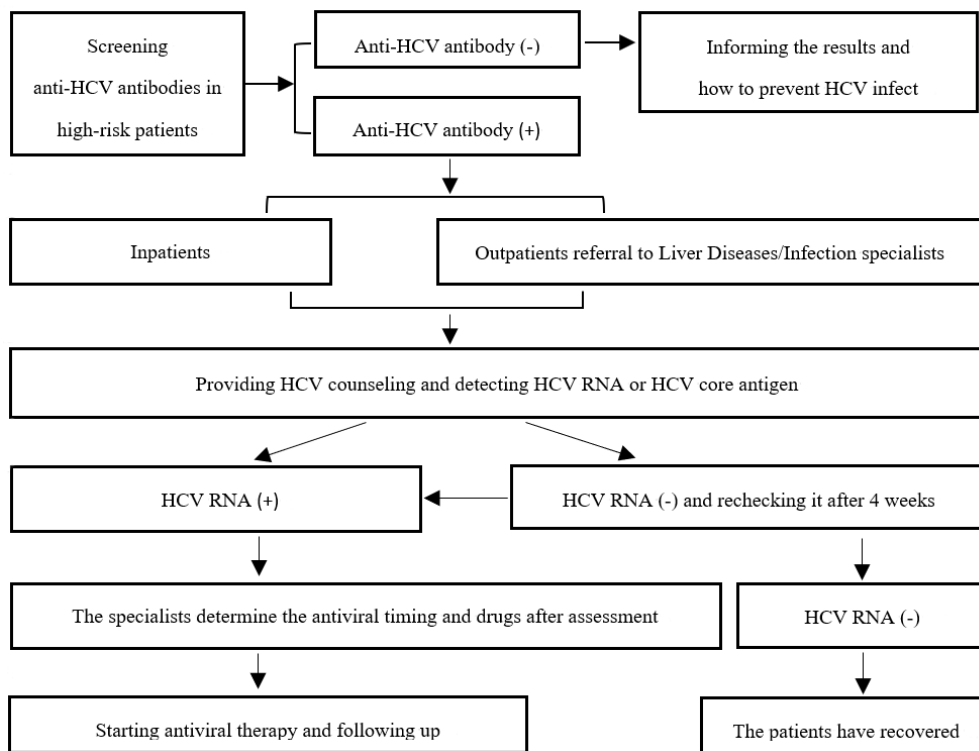 Screening
anti-HCV antibodies in
high-risk patients
Anti-HCV antibody (-)
Anti-HCV antibody (+)
Informing the results and
how to prevent HCV infect
Inpatients
Outpatients referral to Liver Diseases/Infection specialists
Providing HCV counseling and detecting HCV RNA or HCV core antigen
HCV RNA (+)
HCV RNA (-) and rechecking it after 4 weeks
The specialists determine the antiviral timing and drugs after assessment
HCV RNA (-)
Starting antiviral therapy and following up
The patients have recovered